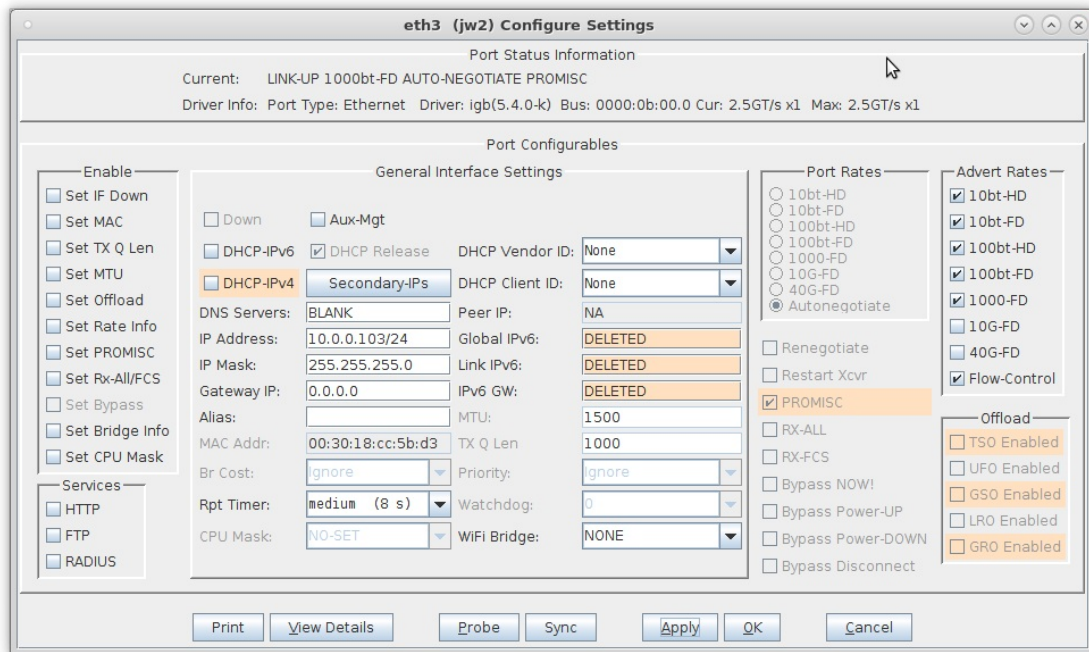 eth3 (jw2) Configure Settings
Port Status Information
Current: LINK-UP 1000bt-FD AUTO-NEGOTIATE PROMISC
Driver Info: Port Type: Ethernet Driver: igb(5.4.0-k) Bus: 0000:0b:00.0 Cur: 2.5GT/s x1 Max: 2.5GT/s x1
Port Configurables
Enable
Set IF Down
Set MAC
Set TX Q Len
Set MTU
Set Offload
Set Rate Info
Set PROMISC
Set Rx-All/FCS
Set Bypass
Set Bridge Info
Set CPU Mask
Services
HTTP
FTP
RADIUS
General Interface Settings
Down Aux-Mgt
DHCP-IPv6 DHCP Release DHCP Vendor ID: None
DHCP-IPv4 Secondary-IPs DHCP Client ID: None
DNS Servers: BLANK Peer IP: NA
IP Address: 10.0.0.103/24 Global IPv6: DELETED
IP Mask: 255.255.255.0 Link IPv6: DELETED
Gateway IP: 0.0.0.0 IPv6 GW: DELETED
Alias: MTU: 1500
MAC Addr: 00:30:18:cc:5b:d3 TX Q Len 1000
Br Cost: Ignore Priority: Ignore
Rpt Timer: medium (8 s) Watchdog: 0
CPU Mask: NO-SET WiFi Bridge: NONE
Port Rates
10bt-HD
10bt-FD
100bt-HD
100bt-FD
1000-FD
10G-FD
40G-FD
Autonegotiate
Renegotiate
Restart Xcvr
PROMISC
RX-ALL
RX-FCS
Bypass NOW!
Bypass Power-UP
Bypass Power-DOWN
Bypass Disconnect
Advert Rates
10bt-HD
10bt-FD
100bt-HD
100bt-FD
1000-FD
10G-FD
40G-FD
Flow-Control
Offload
TSO Enabled
UFO Enabled
GSO Enabled
LRO Enabled
GRO Enabled
Print View Details Probe Sync Apply OK Cancel